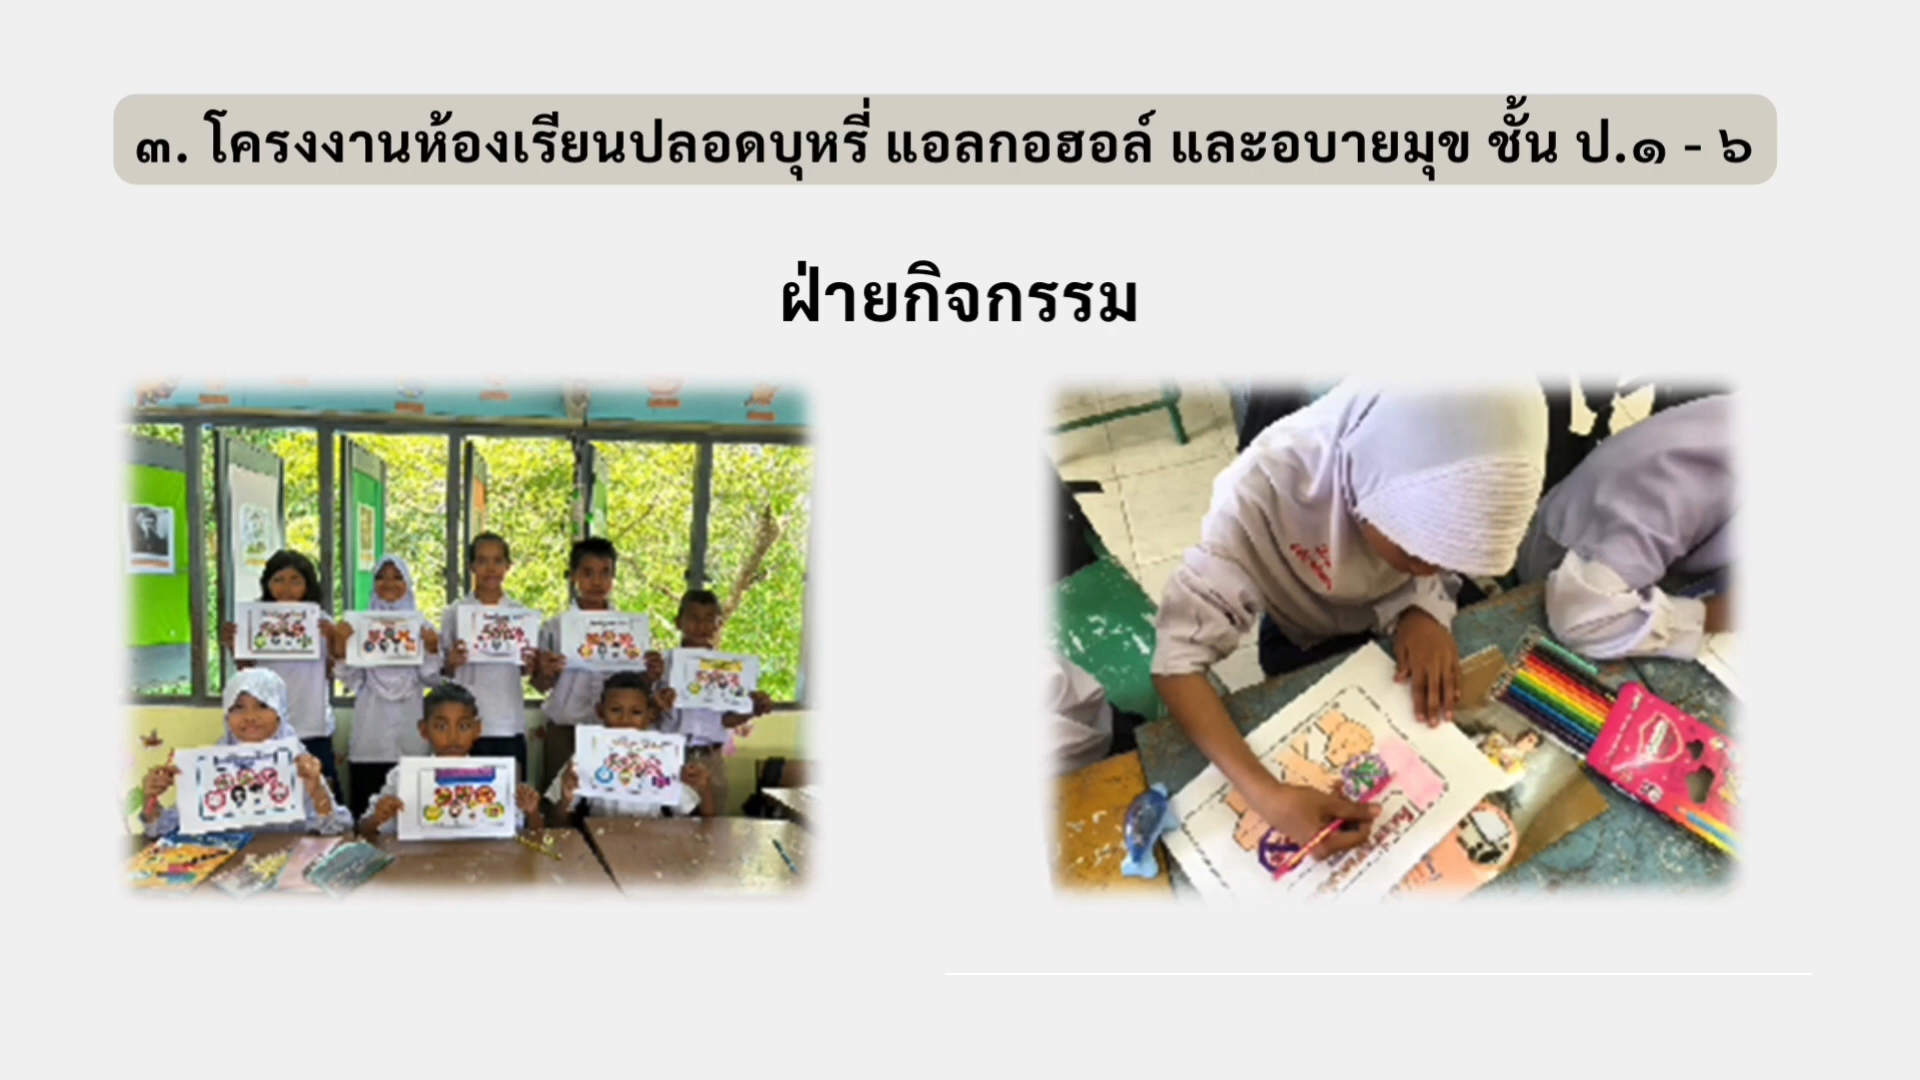 ๓. โครงงานห้องเรียนปลอดบุหรี่ แอลกอฮอล์ และอบายมุข ชั้น ป.๑ - ๖
ฝ่ายกิจกรรม